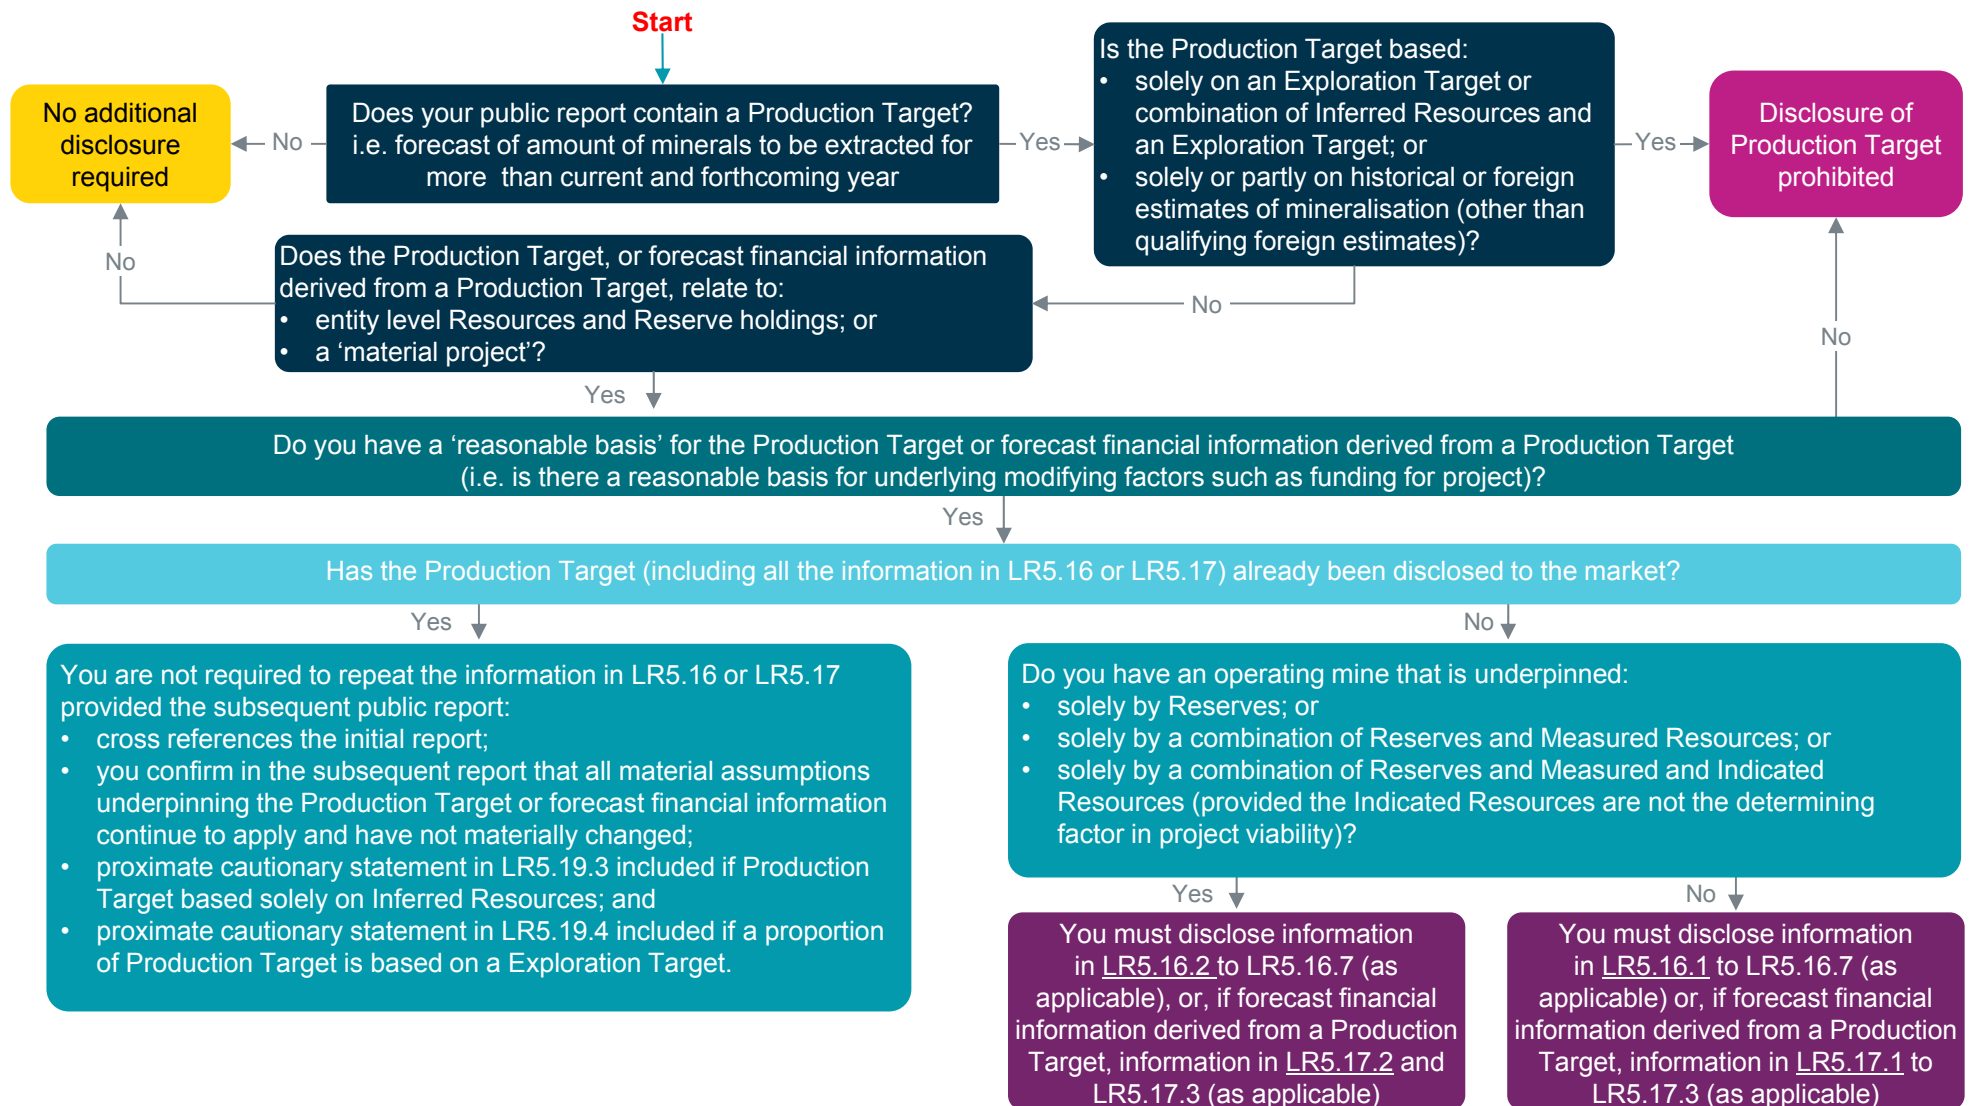 Start
No additional
disclosure
required
No
Does your public report contain a Production Target?
i.e. forecast of amount of minerals to be extracted for
more than current and forthcoming year
Yes
Is the Production Target based:
• solely on an Exploration Target or
combination of Inferred Resources and
an Exploration Target; or
• solely or partly on historical or foreign
estimates of mineralisation (other than
qualifying foreign estimates)?
Yes
Disclosure of
Production Target
prohibited
No
Does the Production Target, or forecast financial information
derived from a Production Target, relate to:
• entity level Resources and Reserve holdings; or
• a ‘material project’?
No
No
Yes
Do you have a ‘reasonable basis’ for the Production Target or forecast financial information derived from a Production Target
(i.e. is there a reasonable basis for underlying modifying factors such as funding for project)?
Yes
Has the Production Target (including all the information in LR5.16 or LR5.17) already been disclosed to the market?
Yes
No
You are not required to repeat the information in LR5.16 or LR5.17
provided the subsequent public report:
• cross references the initial report;
• you confirm in the subsequent report that all material assumptions
underpinning the Production Target or forecast financial information
continue to apply and have not materially changed;
• proximate cautionary statement in LR5.19.3 included if Production
Target based solely on Inferred Resources; and
• proximate cautionary statement in LR5.19.4 included if a proportion
of Production Target is based on a Exploration Target.
Do you have an operating mine that is underpinned:
• solely by Reserves; or
• solely by a combination of Reserves and Measured Resources; or
• solely by a combination of Reserves and Measured and Indicated
Resources (provided the Indicated Resources are not the determining
factor in project viability)?
Yes
No
You must disclose information
in LR5.16.2 to LR5.16.7 (as
applicable), or, if forecast financial
information derived from a Production
Target, information in LR5.17.2 and
LR5.17.3 (as applicable)
You must disclose information
in LR5.16.1 to LR5.16.7 (as
applicable) or, if forecast financial
information derived from a Production
Target, information in LR5.17.1 to
LR5.17.3 (as applicable)